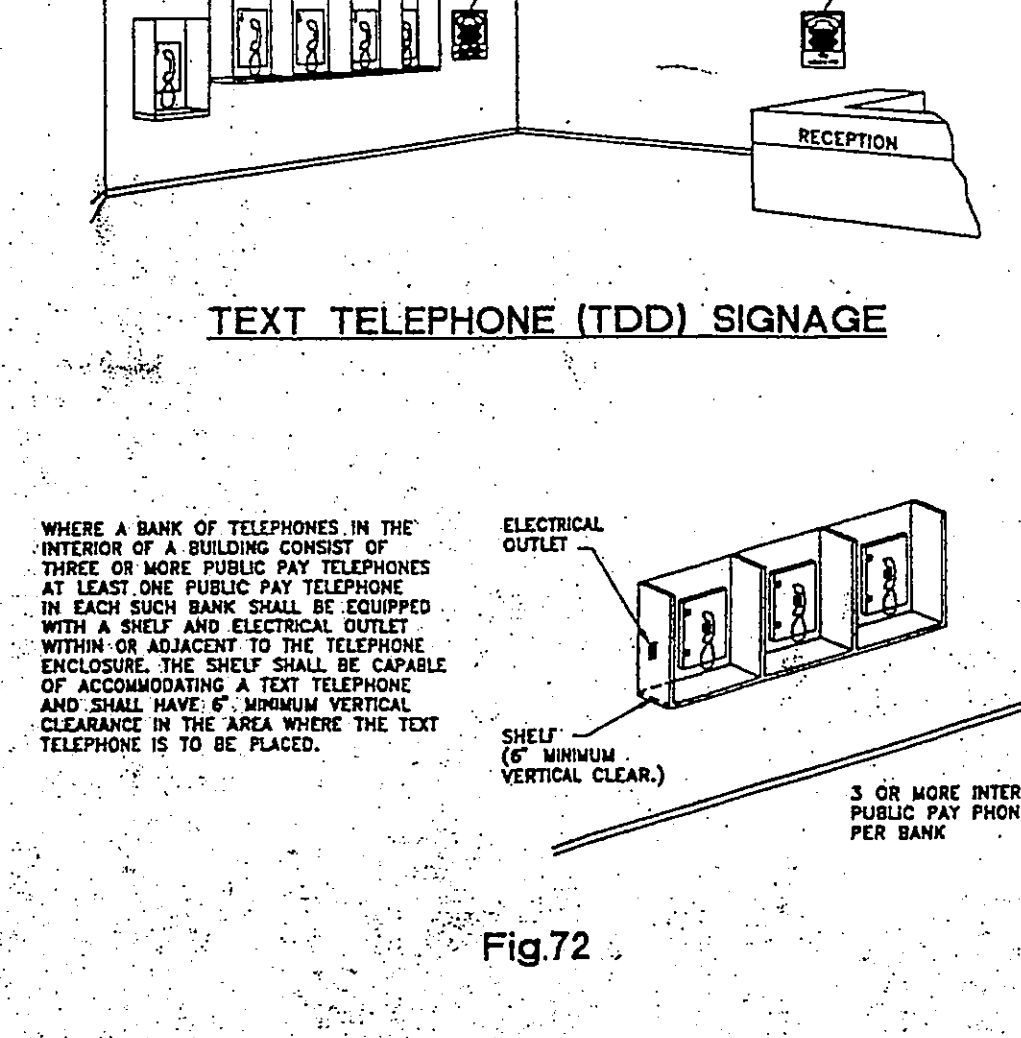 RECEPTION
TEXT TELEPHONE (TDD) SIGNAGE
WHERE A BANK OF TELEPHONES IN THE
INTERIOR OF A BUILDING CONSIST OF
THREE OR MORE PUBLIC PAY TELEPHONES
AT LEAST ONE PUBLIC PAY TELEPHONE
IN EACH SUCH BANK SHALL BE EQUIPPED
WITH A SHELF AND ELECTRICAL OUTLET
WITHIN OR ADJACENT TO THE TELEPHONE
ENCLOSURE. THE SHELF SHALL BE CAPABLE
OF ACCOMMODATING A TEXT TELEPHONE
AND SHALL HAVE 6" MINIMUM VERTICAL
CLEARANCE IN THE AREA WHERE THE TEXT
TELEPHONE IS TO BE PLACED.
ELECTRICAL
OUTLET
SHELF
(6" MINIMUM
VERTICAL CLEAR.)
3 OR MORE INTER
PUBLIC PAY PHON
PER BANK
Fig.72